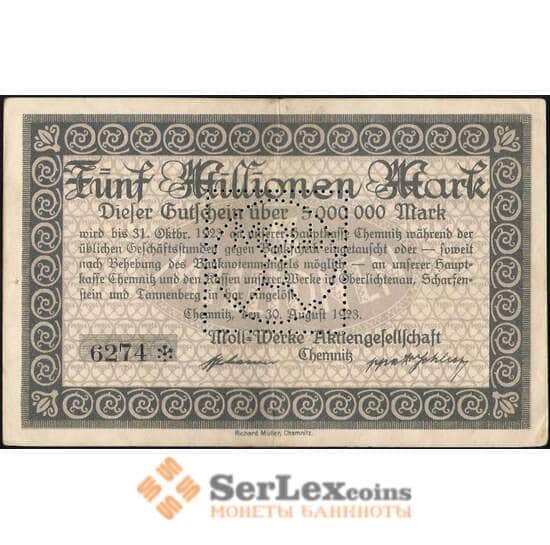 Fünf Millionen Mark
Dieser Gutschein über 5 000 000 Mark
wird bis 31. Oktbr. 1923 an unserer Hauptkasse Chemnitz während der
üblichen Geschäftsstunden gegen Bankscheck eingetauscht oder — soweit
nach Behebung des Banknotenmangels möglich — an unserer Haupt-
kasse Chemnitz und den Kassen unserer Werke in Oberlichtenau, Scharfen-
stein und Tannenberg in bar eingelöst.
Chemnitz, den 30. August 1923.
Moll-Werke Aktiengesellschaft
Chemnitz
6274 *
Richard Müller, Chemnitz.
SerLexcoins
МОНЕТЫ БАНКНОТЫ